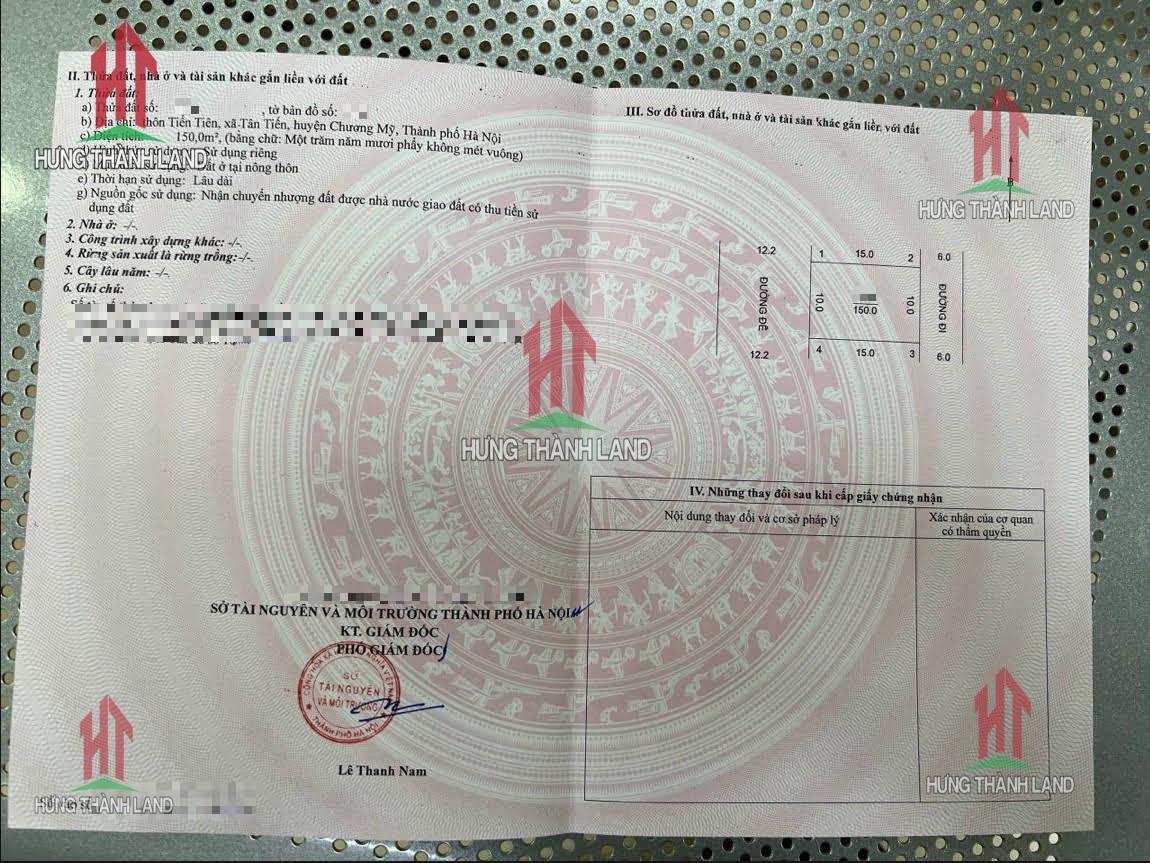 II. Thửa đất, nhà ở và tài sản khác gắn liền với đất
1. Thửa đất:
a) Thửa đất số: , tờ bản đồ số:
b) Địa chỉ: thôn Tiến Tiên, xã Tân Tiến, huyện Chương Mỹ, Thành phố Hà Nội
c) Diện tích: 150,0m², (bằng chữ: Một trăm năm mươi phẩy không mét vuông)
sử dụng: Sử dụng riêng
Đất ở tại nông thôn
e) Thời hạn sử dụng: Lâu dài
g) Nguồn gốc sử dụng: Nhận chuyển nhượng đất được nhà nước giao đất có thu tiền sử
dụng đất
2. Nhà ở: -/-.
3. Công trình xây dựng khác: -/-.
4. Rừng sản xuất là rừng trồng:-/-.
5. Cây lâu năm: -/-.
6. Ghi chú:
SỞ TÀI NGUYÊN VÀ MÔI TRƯỜNG THÀNH PHỐ HÀ NỘI
KT. GIÁM ĐỐC
PHÓ GIÁM ĐỐC
SỞ
TÀI NGUYÊN
VÀ MÔI TRƯỜNG
THÀNH PHỐ HÀ NỘI
Lê Thanh Nam
III. Sơ đồ thửa đất, nhà ở và tài sản khác gắn liền với đất
B
12.2 1 15.0 2 6.0
ĐƯỜNG ĐÊ 10.0 150.0 10.0 ĐƯỜNG ĐI
12.2 4 15.0 3 6.0
IV. Những thay đổi sau khi cấp giấy chứng nhận
Nội dung thay đổi và cơ sở pháp lý
Xác nhận của cơ quan
có thẩm quyền
HƯNG THÀNH LAND
HƯNG THÀNH LAND
HƯNG THÀNH LAND
HƯNG THÀNH LAND
HƯNG THÀNH LAND